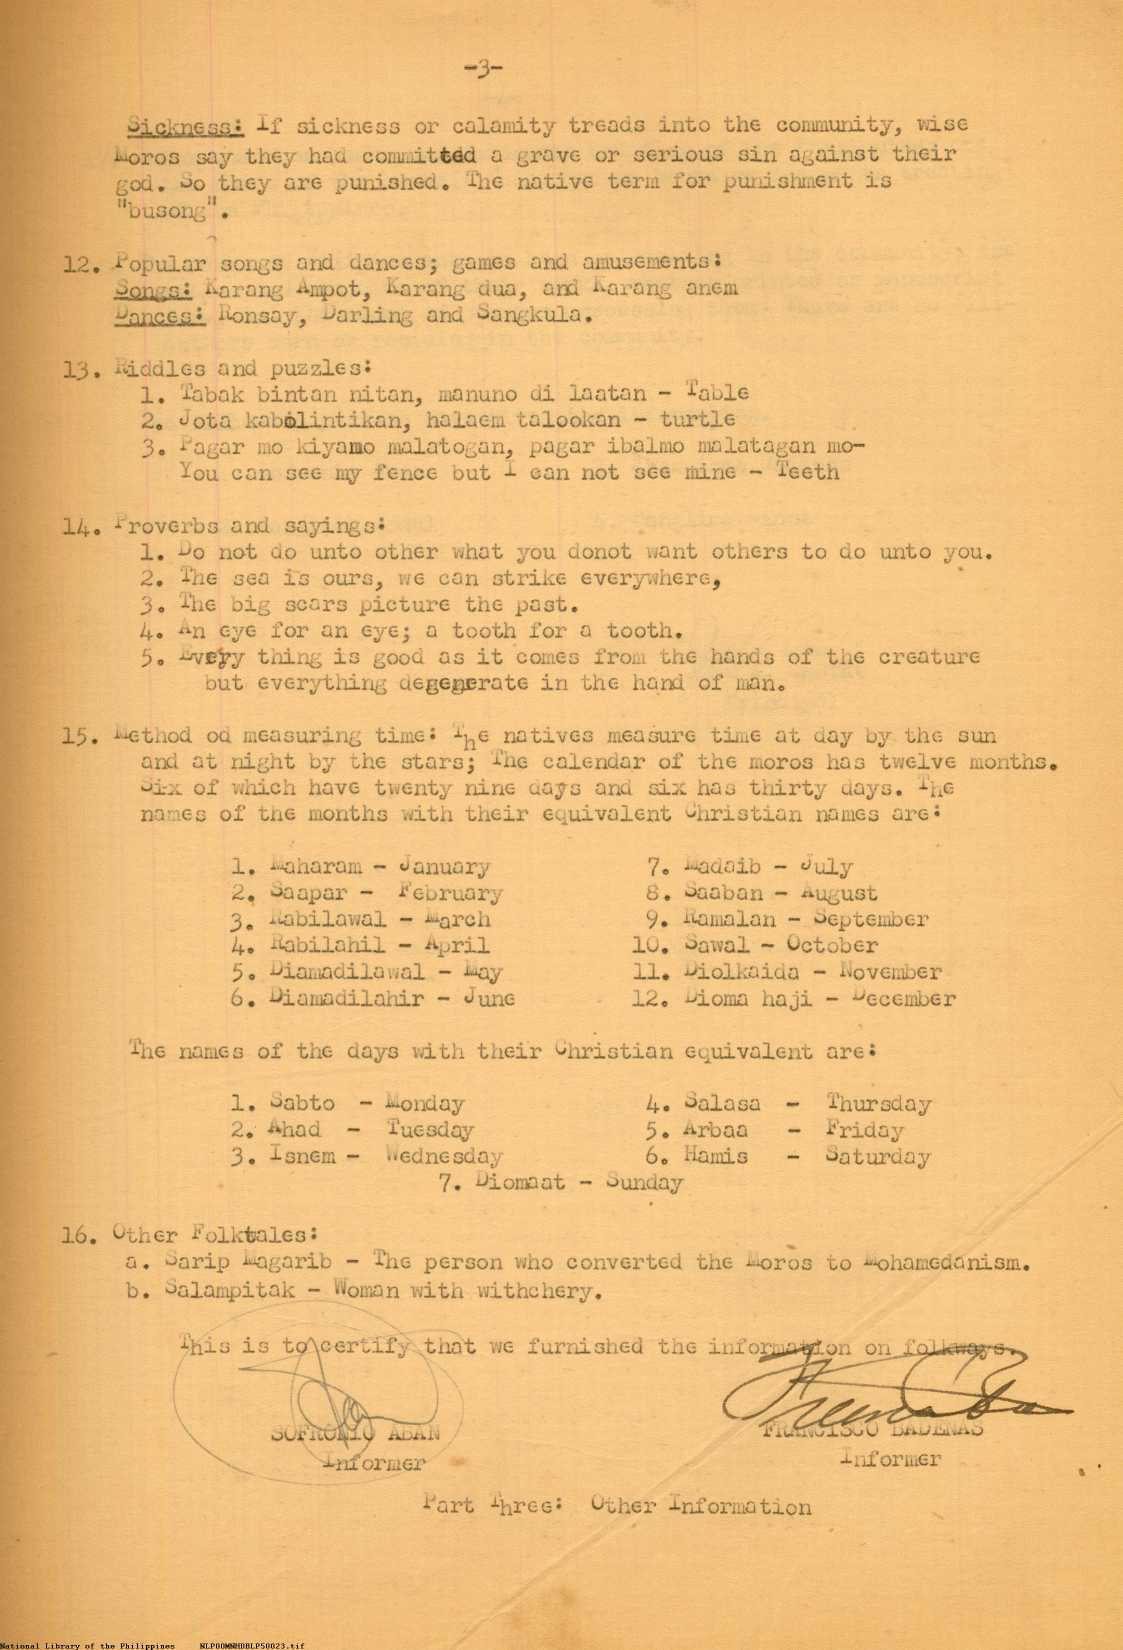 -3-
Sickness: If sickness or calamity treads into the community, wise
Moros say they had committed a grave or serious sin against their
god. So they are punished. The native term for punishment is
"busong".
12. Popular songs and dances; games and amusements:
Songs: Karang Ampot, Karang dua, and Karang anem
Dances: Ronsay, Darling and Sangkula.
13. Riddles and puzzles:
1. Tabak bintan nitan, manuno di laatan - Table
2. Jota kabolintikan, halaem talookan - turtle
3. Pagar mo kiyamo malatogan, pagar ibalmo malatagan mo-
You can see my fence but I can not see mine - Teeth
14. Proverbs and sayings:
1. Do not do unto other what you donot want others to do unto you.
2. The sea is ours, we can strike everywhere,
3. The big scars picture the past.
4. An eye for an eye; a tooth for a tooth.
5. Every thing is good as it comes from the hands of the creature
but everything degenerate in the hand of man.
15. Method od measuring time: The natives measure time at day by the sun
and at night by the stars; The calendar of the moros has twelve months.
Six of which have twenty nine days and six has thirty days. The
names of the months with their equivalent Christian names are:
1. Maharam - January 7. Madaib - July
2. Saapar - February 8. Saaban - August
3. Rabilawal - March 9. Ramalan - September
4. Rabilahil - April 10. Sawal - October
5. Diamadilawal - May 11. Diolkaida - November
6. Diamadilahir - June 12. Dioma haji - December
The names of the days with their Christian equivalent are:
1. Sabto - Monday 4. Salasa - Thursday
2. Ahad - Tuesday 5. Arbaa - Friday
3. Isnem - Wednesday 6. Hamis - Saturday
7. Diomaat - Sunday
16. Other Folktales:
a. Sarip Magarib - The person who converted the Moros to Mohamedanism.
b. Salampitak - Woman with withchery.
This is to certify that we furnished the information on folkways.
SOFRONIO ABAN FRANCISCO BADENAS
Informer Informer
Part Three: Other Information
National Library of the Philippines NLPOOMNHDBLP50023.tif